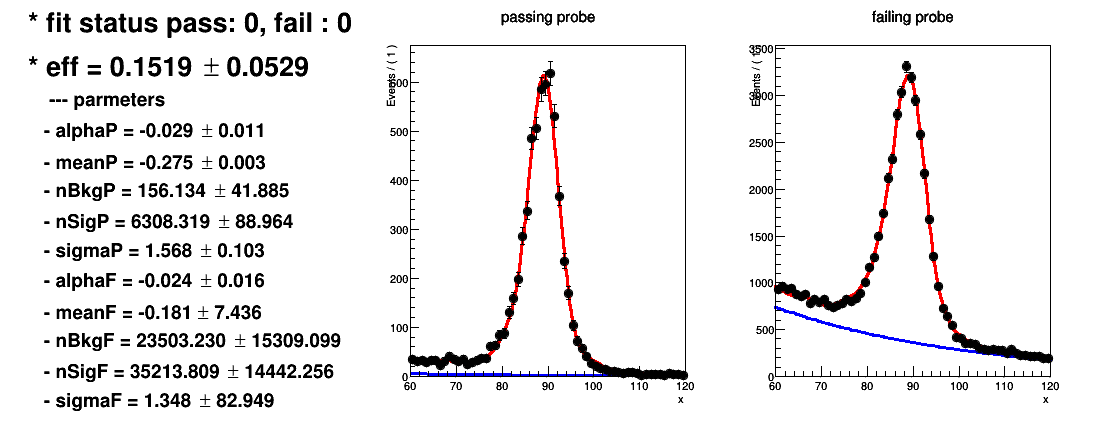 * fit status pass: 0, fail : 0
* eff = 0.1519 ± 0.0529
--- parmeters
- alphaP = -0.029 ± 0.011
- meanP = -0.275 ± 0.003
- nBkgP = 156.134 ± 41.885
- nSigP = 6308.319 ± 88.964
- sigmaP = 1.568 ± 0.103
- alphaF = -0.024 ± 0.016
- meanF = -0.181 ± 7.436
- nBkgF = 23503.230 ± 15309.099
- nSigF = 35213.809 ± 14442.256
- sigmaF = 1.348 ± 82.949
passing probe
Events / ( 1 )
600
500
400
300
200
100
0
60 70 80 90 100 110 120
x
failing probe
Events / ( 1 )
3500
3000
2500
2000
1500
1000
500
0
60 70 80 90 100 110 120
x